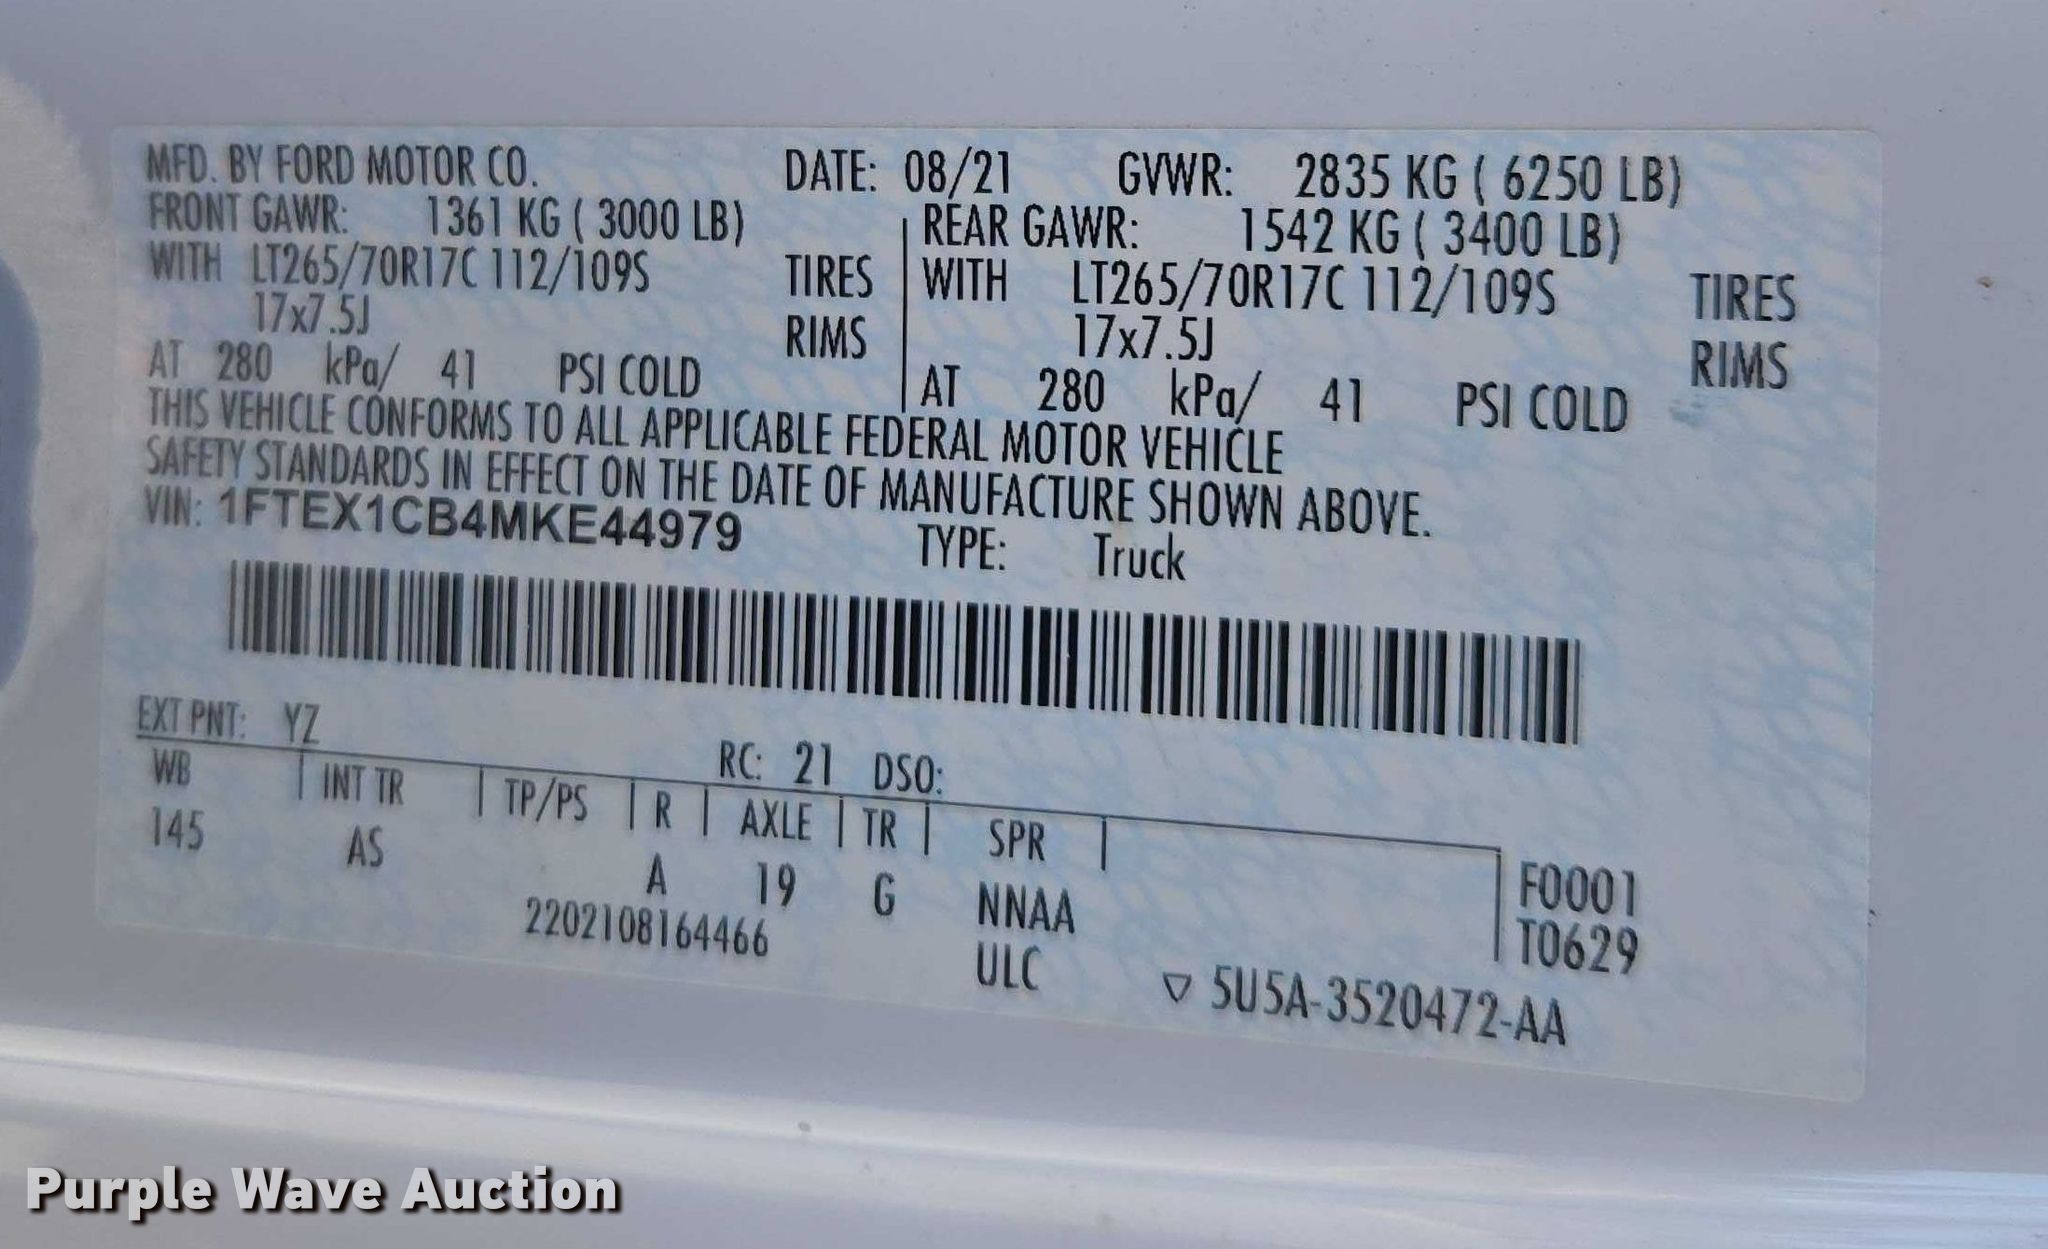 MFD. BY FORD MOTOR CO. DATE: 08/21 GVWR: 2835 KG ( 6250 LB)
FRONT GAWR: 1361 KG ( 3000 LB) REAR GAWR: 1542 KG ( 3400 LB)
WITH LT265/70R17C 112/109S TIRES WITH LT265/70R17C 112/109S TIRES
17x7.5J RIMS 17x7.5J RIMS
AT 280 kPa/ 41 PSI COLD AT 280 kPa/ 41 PSI COLD
THIS VEHICLE CONFORMS TO ALL APPLICABLE FEDERAL MOTOR VEHICLE
SAFETY STANDARDS IN EFFECT ON THE DATE OF MANUFACTURE SHOWN ABOVE.
VIN: 1FTEX1CB4MKE44979 TYPE: Truck
EXT PNT: YZ RC: 21 DSO:
WB INT TR TP/PS R AXLE TR SPR
145 AS A 19 G NNAA F0001
2202108164466 ULC T0629
5U5A-3520472-AA
Purple Wave Auction